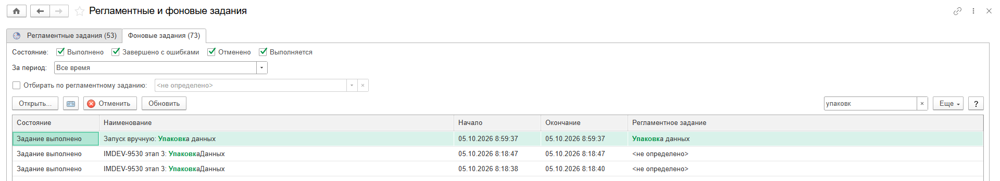 Регламентные и фоновые задания
Регламентные задания (53) Фоновые задания (73)
Состояние: Выполнено Завершено с ошибками Отменено Выполняется
За период: Все время
Отбирать по регламентному заданию: <не определено>
Открыть... Отменить Обновить упаковк × Еще ?
Состояние Наименование Начало Окончание Регламентное задание
Задание выполнено Запуск вручную: Упаковка данных 05.10.2026 8:59:37 05.10.2026 8:59:37 Упаковка данных
Задание выполнено IMDEV-9530 этап 3: УпаковкаДанных 05.10.2026 8:18:47 05.10.2026 8:18:47 <не определено>
Задание выполнено IMDEV-9530 этап 3: УпаковкаДанных 05.10.2026 8:18:38 05.10.2026 8:18:40 <не определено>